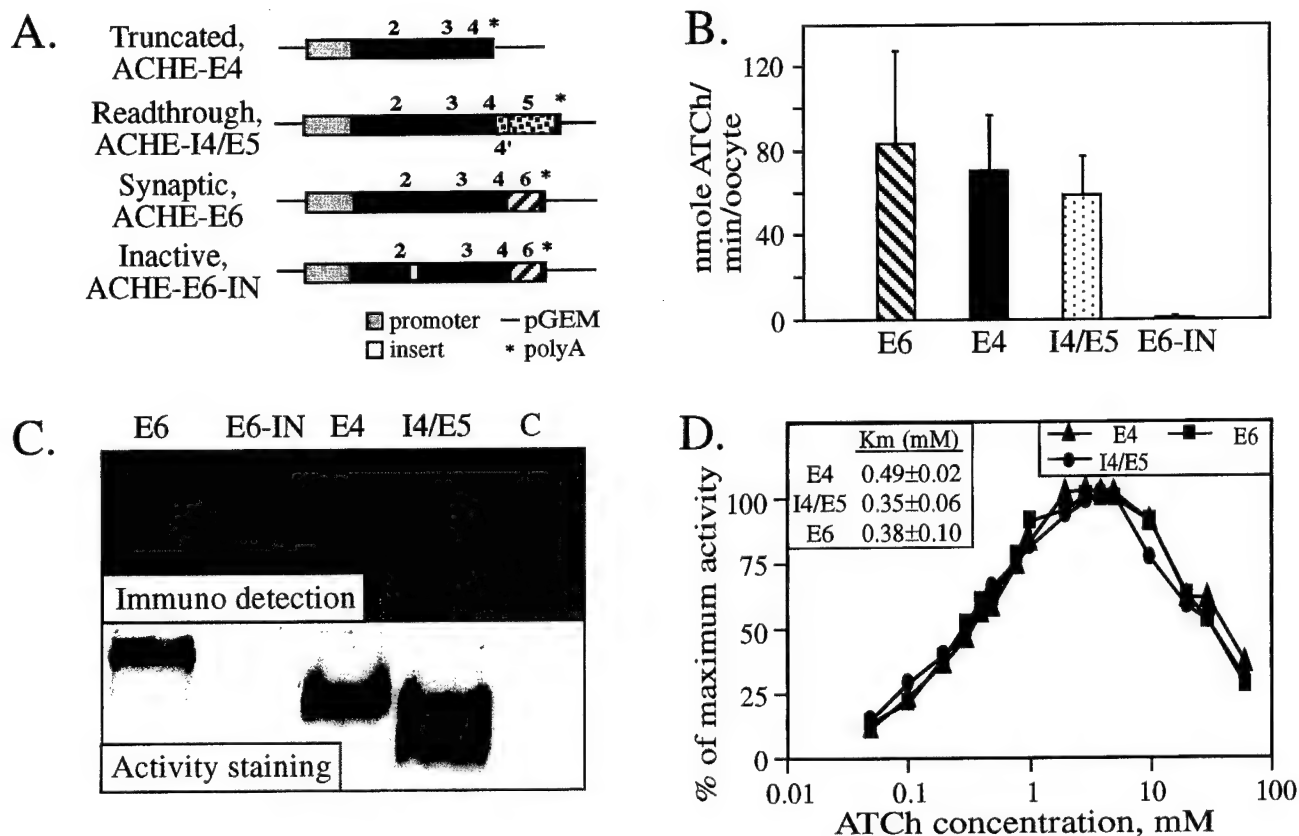 A.
Truncated,
ACHE-E4
2 3 4 *
Readthrough,
ACHE-I4/E5
2 3 4 5 *
4'
Synaptic,
ACHE-E6
2 3 4 6 *
Inactive,
ACHE-E6-IN
2 3 4 6 *
promoter — pGEM
insert * polyA
B.
nmole ATCh/
min/oocyte
120
80
40
0
E6 E4 I4/E5 E6-IN
C.
E6 E6-IN E4 I4/E5 C
Immuno detection
Activity staining
D.
Km (mM)
E4 0.49±0.02
I4/E5 0.35±0.06
E6 0.38±0.10
E4 E6
I4/E5
% of maximum activity
100
75
50
25
0
0.01 0.1 1 10 100
ATCh concentration, mM